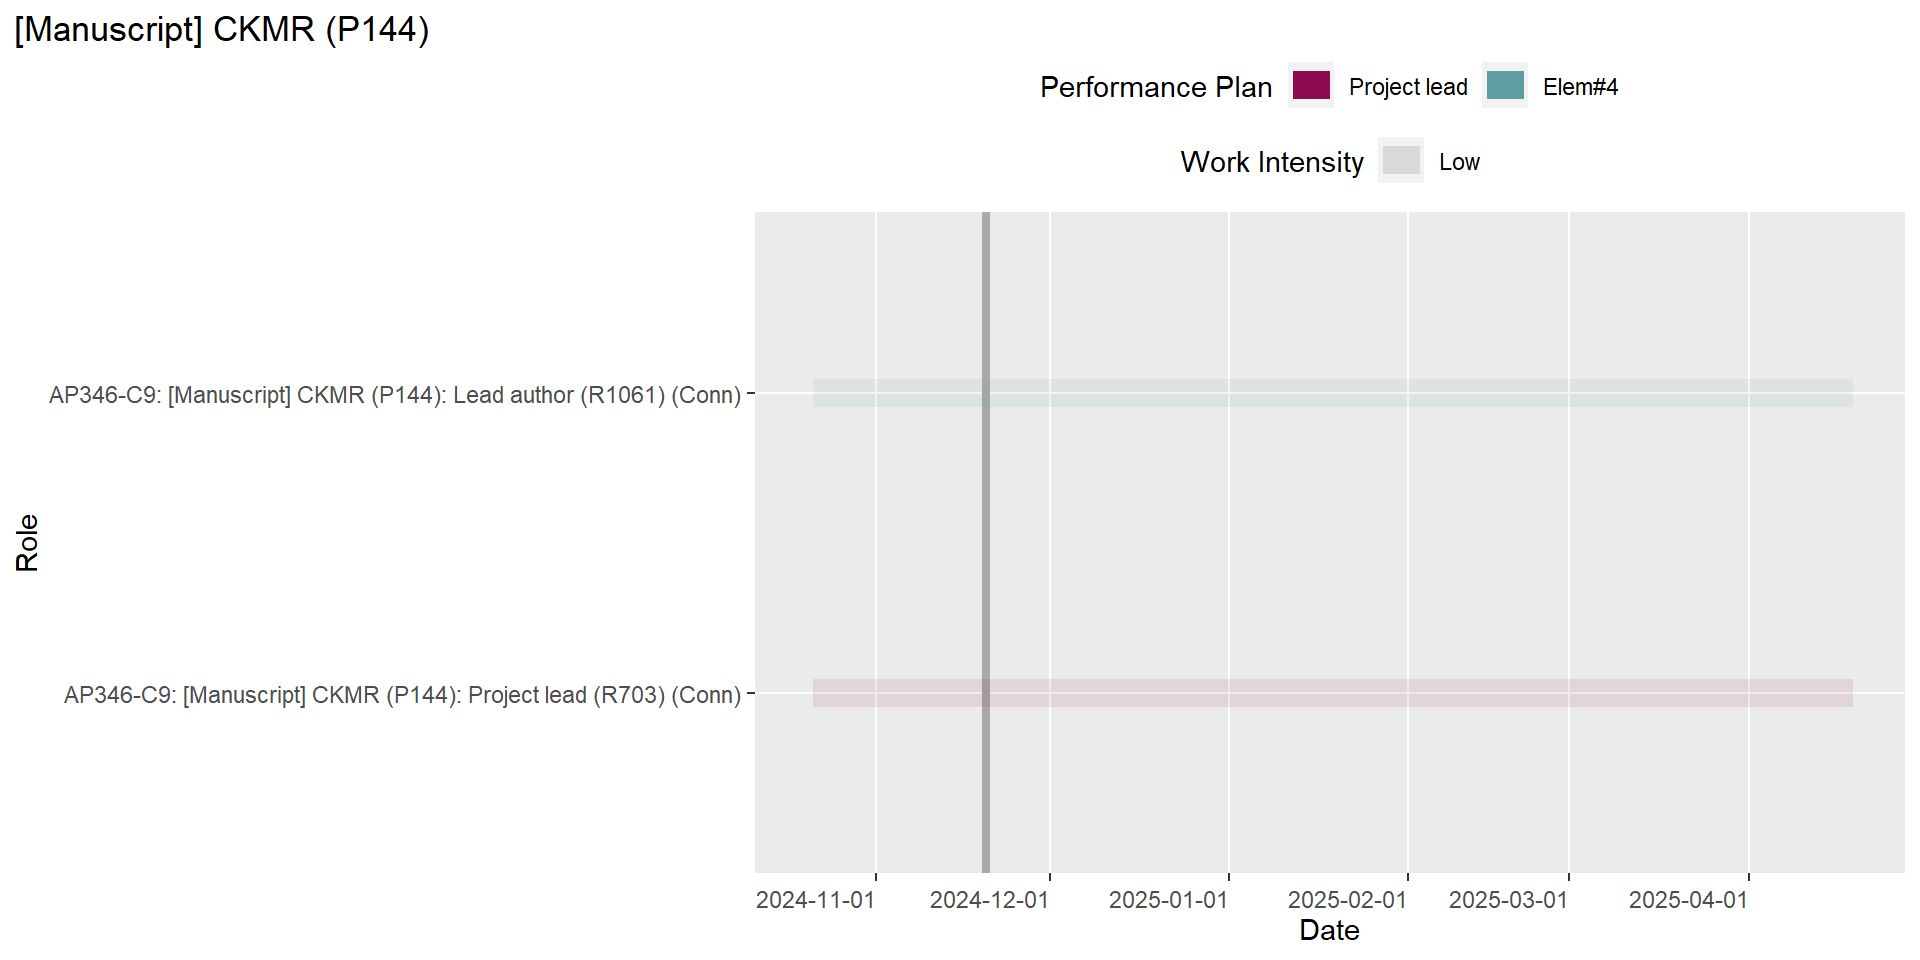 [Manuscript] CKMR (P144)
Performance Plan Project lead Elem#4
Work Intensity Low
AP346-C9: [Manuscript] CKMR (P144): Lead author (R1061) (Conn)
Role
AP346-C9: [Manuscript] CKMR (P144): Project lead (R703) (Conn)
2024-11-01 2024-12-01 2025-01-01 2025-02-01 2025-03-01 2025-04-01
Date